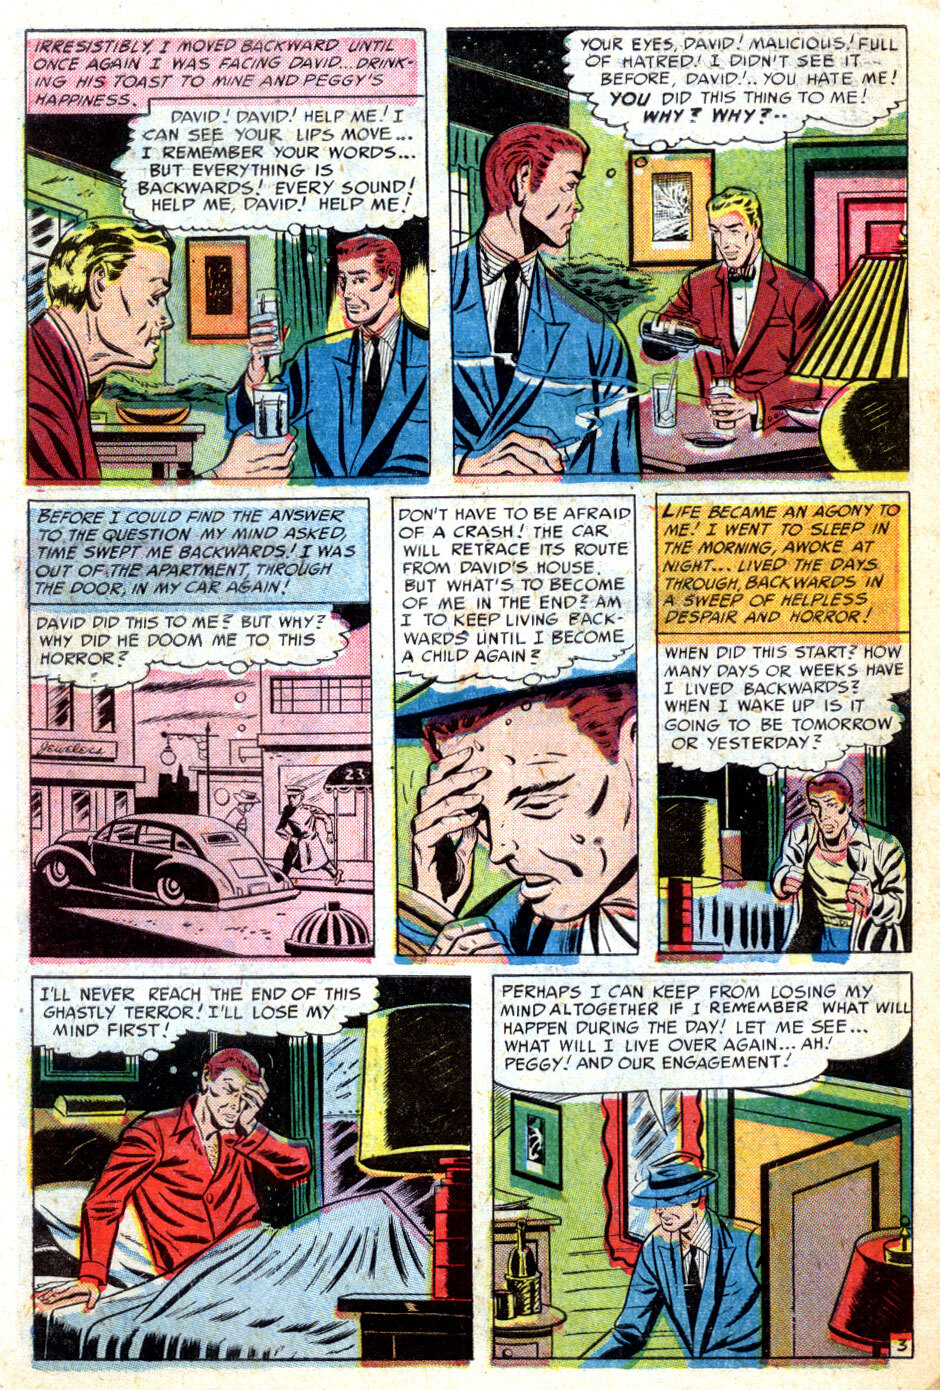 IRRESISTIBLY, I MOVED BACKWARD UNTIL
ONCE AGAIN I WAS FACING DAVID... DRINK-
ING HIS TOAST TO MINE AND PEGGY'S
HAPPINESS.
DAVID! DAVID! HELP ME! I
CAN SEE YOUR LIPS MOVE...
I REMEMBER YOUR WORDS...
BUT EVERYTHING IS
BACKWARDS! EVERY SOUND!
HELP ME, DAVID! HELP ME!
YOUR EYES, DAVID! MALICIOUS! FULL
OF HATRED! I DIDN'T SEE IT
BEFORE, DAVID!.. YOU HATE ME!
YOU DID THIS THING TO ME!
WHY? WHY?..
BEFORE I COULD FIND THE ANSWER
TO THE QUESTION MY MIND ASKED,
TIME SWEPT ME BACKWARDS! I WAS
OUT OF THE APARTMENT, THROUGH
THE DOOR, IN MY CAR AGAIN!
DAVID DID THIS TO ME? BUT WHY?
WHY DID HE DOOM ME TO THIS
HORROR?
JEWELERS
23
DON'T HAVE TO BE AFRAID
OF A CRASH! THE CAR
WILL RETRACE ITS ROUTE
FROM DAVID'S HOUSE.
BUT WHAT'S TO BECOME
OF ME IN THE END? AM
I TO KEEP LIVING BACK-
WARDS UNTIL I BECOME
A CHILD AGAIN?
LIFE BECAME AN AGONY TO
ME! I WENT TO SLEEP IN
THE MORNING, AWOKE AT
NIGHT... LIVED THE DAYS
THROUGH, BACKWARDS IN
A SWEEP OF HELPLESS
DESPAIR AND HORROR!
WHEN DID THIS START? HOW
MANY DAYS OR WEEKS HAVE
I LIVED BACKWARDS?
WHEN I WAKE UP IS IT
GOING TO BE TOMORROW
OR YESTERDAY?
I'LL NEVER REACH THE END OF THIS
GHASTLY TERROR! I'LL LOSE MY
MIND FIRST!
PERHAPS I CAN KEEP FROM LOSING MY
MIND ALTOGETHER IF I REMEMBER WHAT WILL
HAPPEN DURING THE DAY! LET ME SEE...
WHAT WILL I LIVE OVER AGAIN... AH!
PEGGY! AND OUR ENGAGEMENT!
3